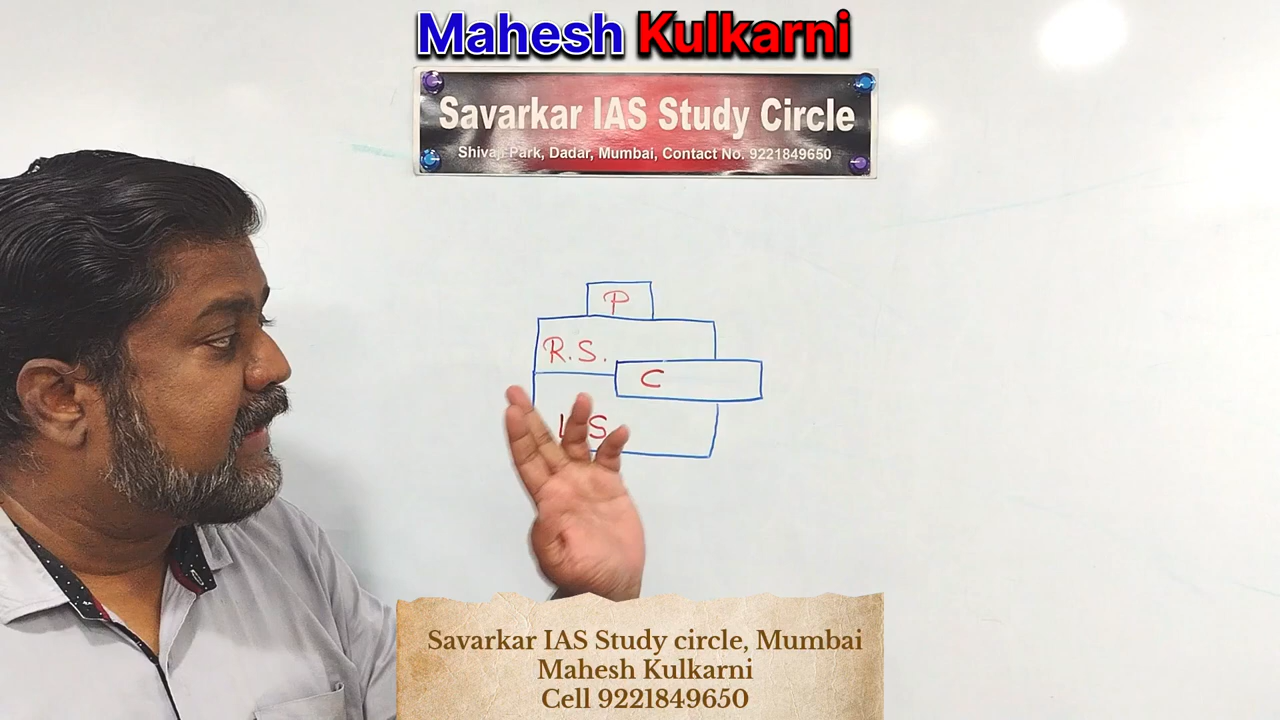 Mahesh Kulkarni
Savarkar IAS Study Circle
Shivaji Park, Dadar, Mumbai, Contact No. 9221849650
P
R.S.
C
S
Savarkar IAS Study circle, Mumbai
Mahesh Kulkarni
Cell 9221849650